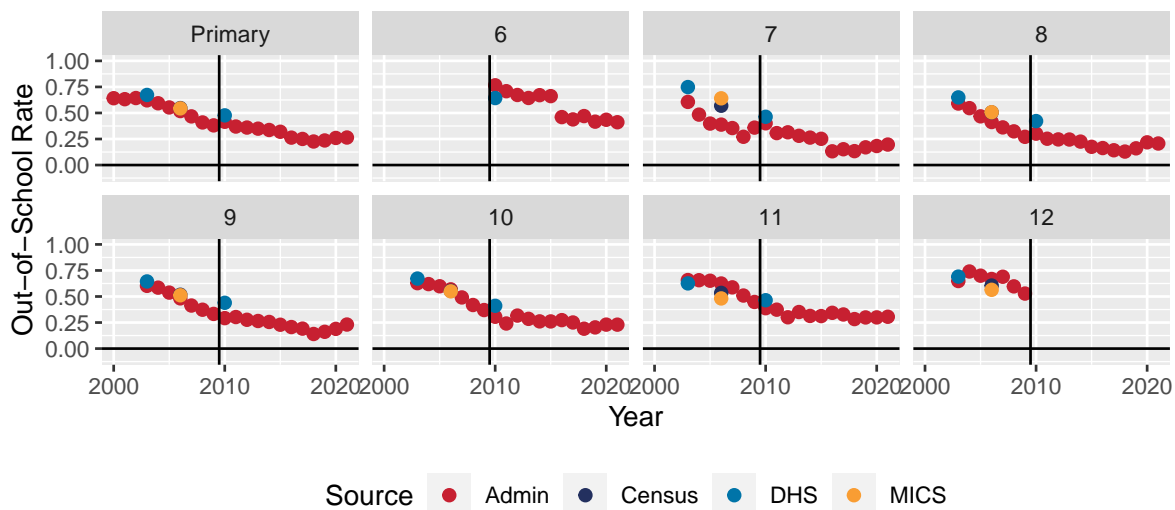 Primary 6 7 8
1.00
0.75
0.50
0.25
0.00
9 10 11 12
1.00
0.75
0.50
0.25
0.00
Out−of−School Rate
2000 2010 2020 2000 2010 2020 2000 2010 2020 2000 2010 2020
Year
Source Admin Census DHS MICS